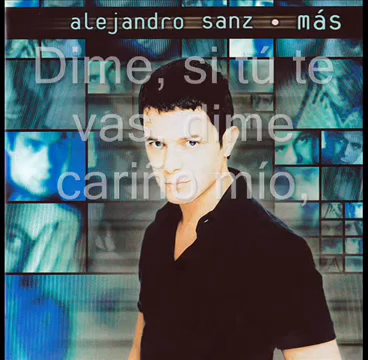 alejandro sanz • más
Dime, si tú te
vas, dime
cariño mío,